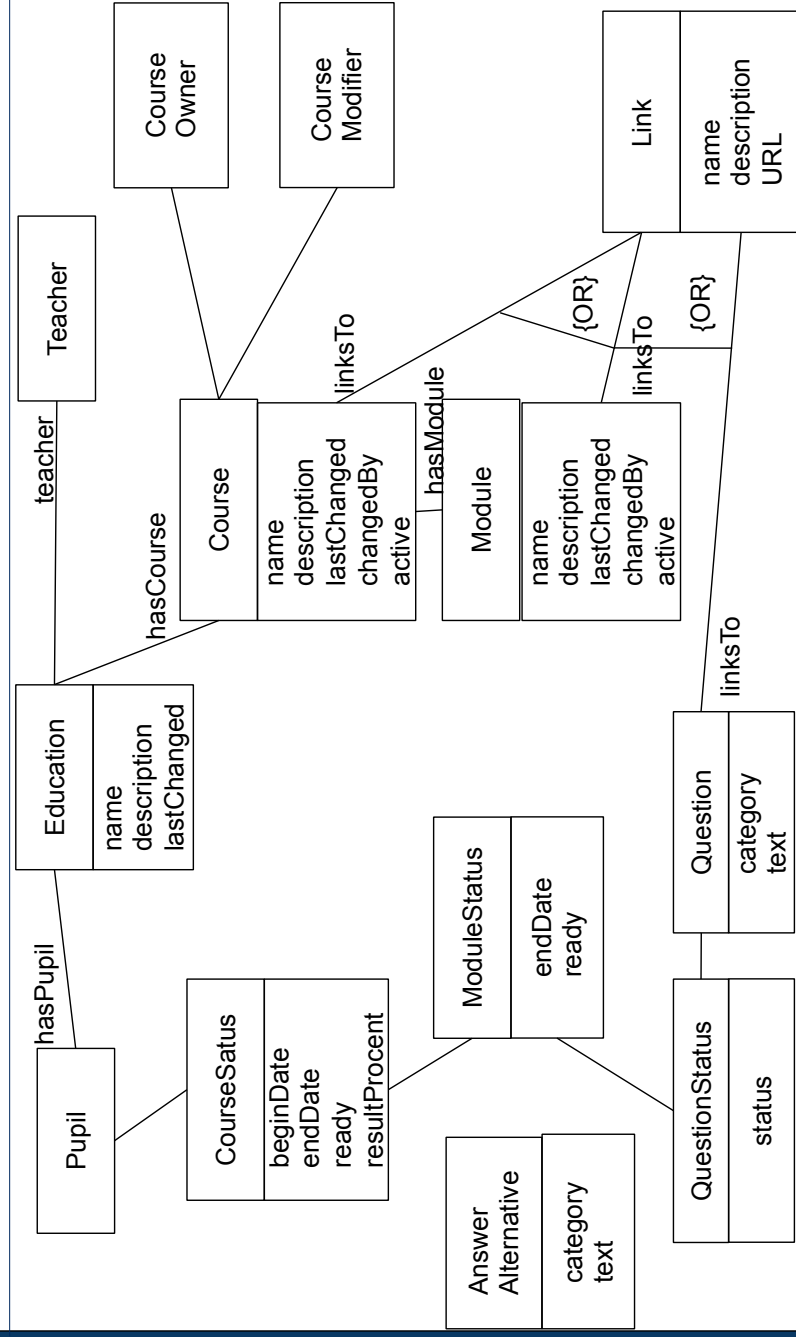 Pupil
hasPupil
Education
name
description
lastChanged
teacher
Teacher
CourseSatus
beginDate
endDate
ready
resultProcent
hasCourse
Course
name
description
lastChanged
changedBy
active
Course
Owner
Course
Modifier
linksTo
hasModule
Answer
Alternative
category
text
ModuleStatus
endDate
ready
Module
name
description
lastChanged
changedBy
active
linksTo
{OR}
{OR}
Link
name
description
URL
QuestionStatus
status
Question
category
text
linksTo